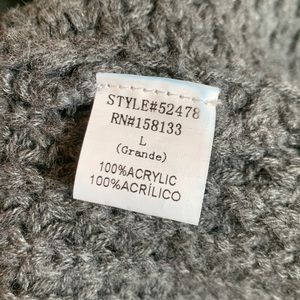 STYLE#52478
RN#158133
L
(Grande)
100%ACRYLIC
100%ACRÍLICO